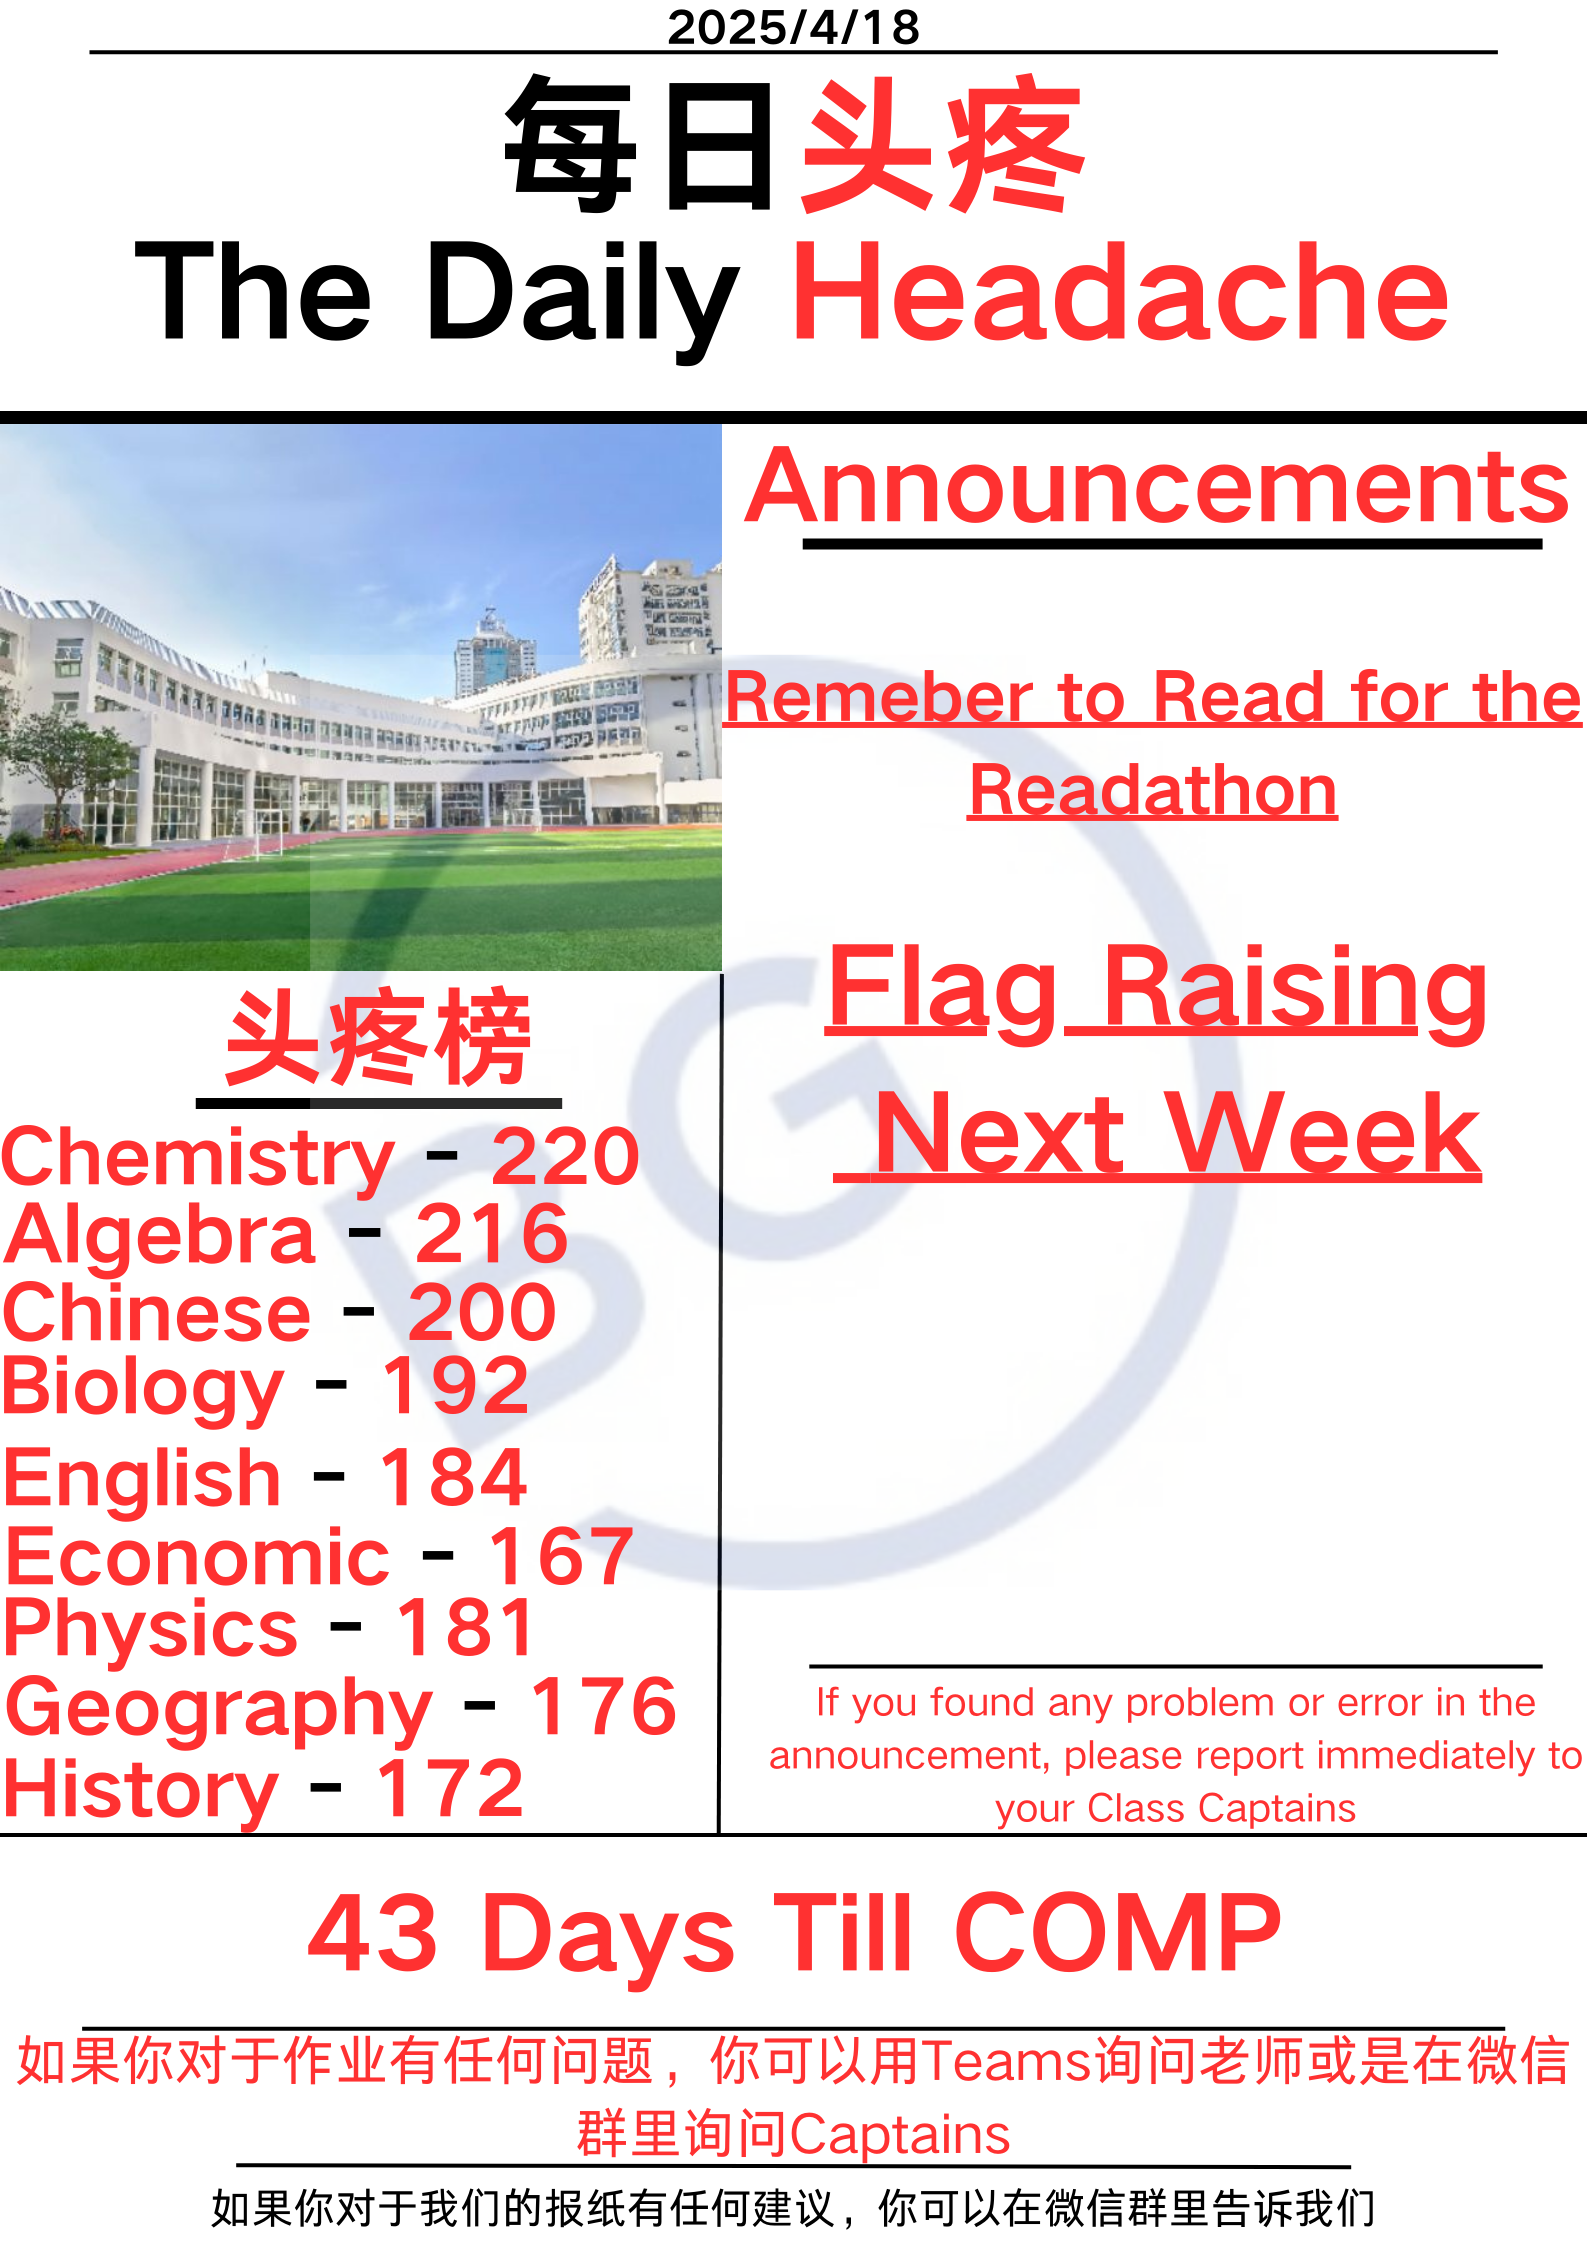 2025/4/18
每日头疼
The Daily Headache
Announcements
Remeber to Read for the
Readathon
Flag Raising
Next Week
头疼榜
Chemistry - 220
Algebra - 216
Chinese - 200
Biology - 192
English - 184
Economic - 167
Physics - 181
Geography - 176
History - 172
BG
If you found any problem or error in the
announcement, please report immediately to
your Class Captains
43 Days Till COMP
如果你对于作业有任何问题，你可以用Teams询问老师或是在微信
群里询问Captains
如果你对于我们的报纸有任何建议，你可以在微信群里告诉我们